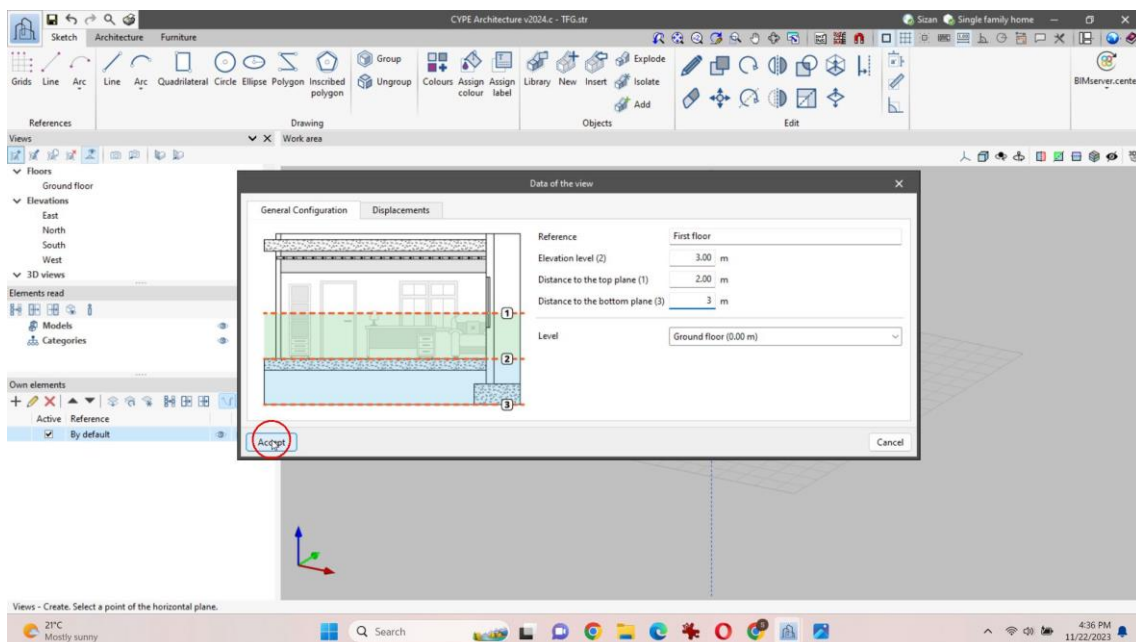 CYPE Architecture v2024.c - TFG.str
Sizan
Single family home
Sketch
Architecture
Furniture
Grids
Line
Arc
Line
Arc
Quadrilateral
Circle
Ellipse
Polygon
Inscribed polygon
Group
Ungroup
Colours
Assign colour
Assign label
Library
New
Insert
Explode
Isolate
Add
BIMserver.cente
References
Drawing
Objects
Edit
Views
Work area
Floors
Ground floor
Elevations
East
North
South
West
3D views
Elements read
Models
Categories
Own elements
Active Reference
By default
Data of the view
General Configuration
Displacements
1
2
3
Reference First floor
Elevation level (2) 3.00 m
Distance to the top plane (1) 2.00 m
Distance to the bottom plane (3) 3 m
Level Ground floor (0.00 m)
Accept
Cancel
Views - Create. Select a point of the horizontal plane.
21°C
Mostly sunny
Search
4:36 PM
11/22/2023